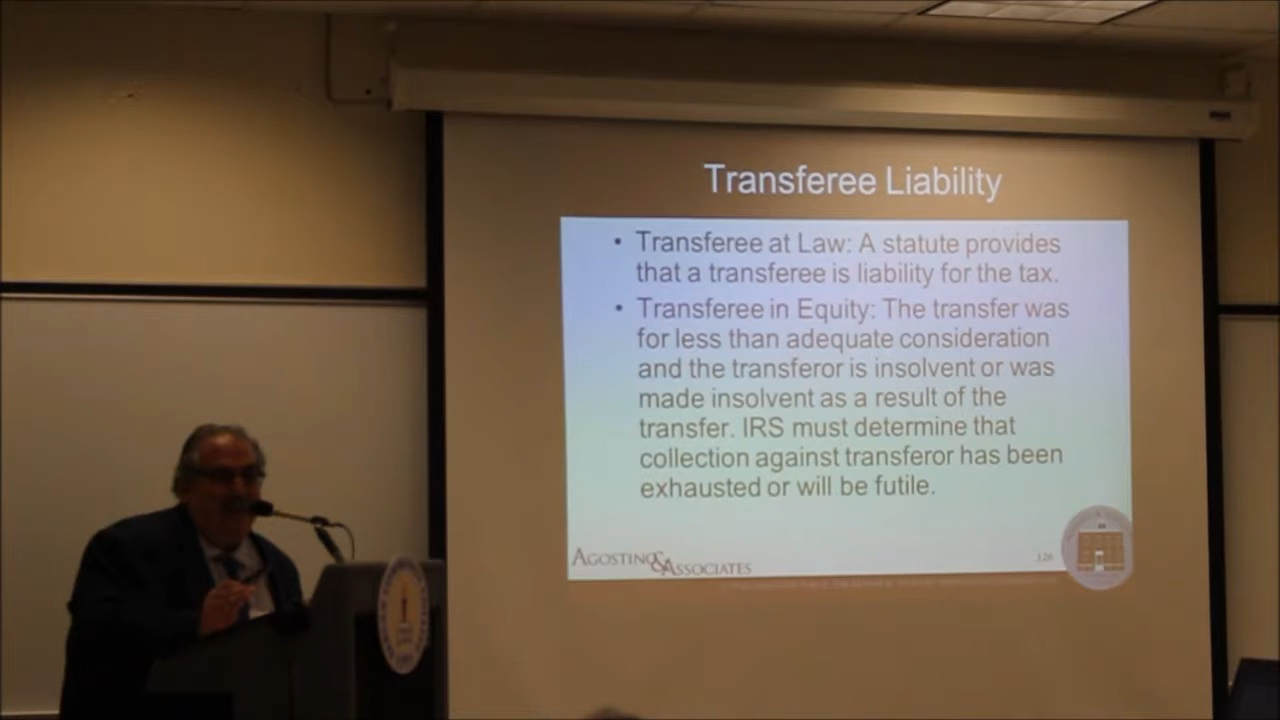 Transferee Liability
• Transferee at Law: A statute provides
that a transferee is liability for the tax.
• Transferee in Equity: The transfer was
for less than adequate consideration
and the transferor is insolvent or was
made insolvent as a result of the
transfer. IRS must determine that
collection against transferor has been
exhausted or will be futile.
AGOSTINO & ASSOCIATES